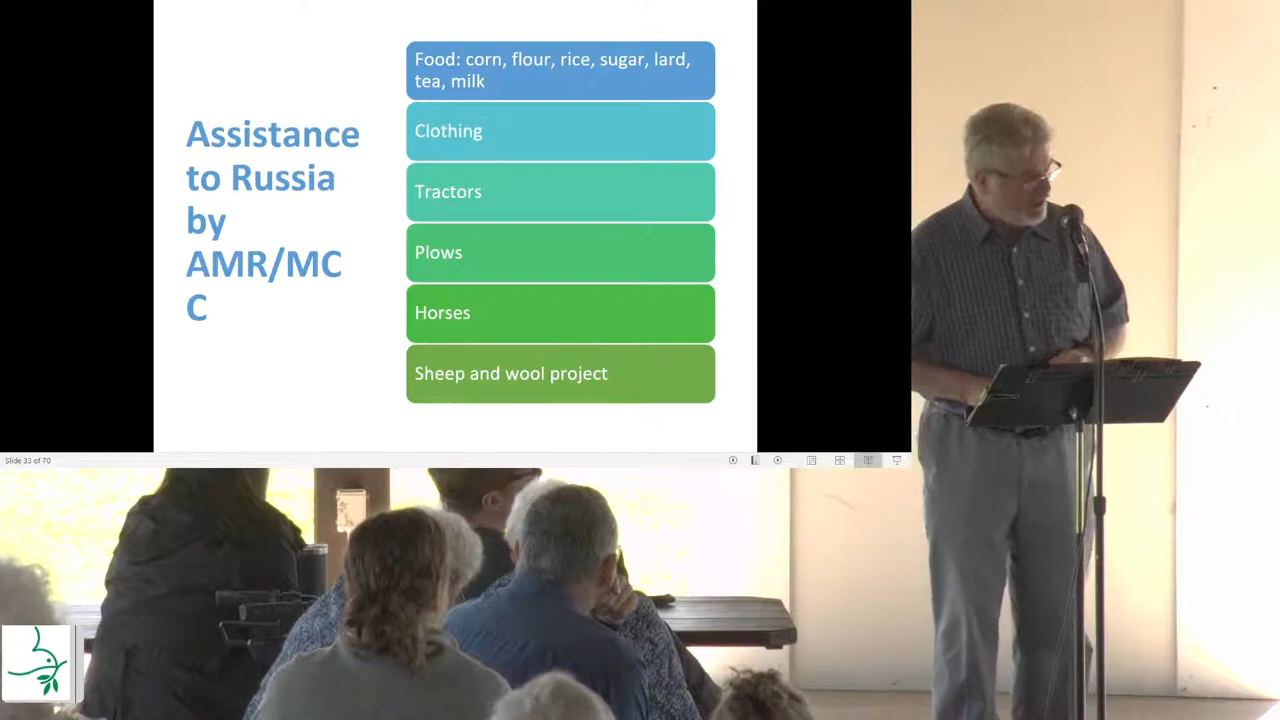 Assistance
to Russia
by
AMR/MC
C
Food: corn, flour, rice, sugar, lard,
tea, milk
Clothing
Tractors
Plows
Horses
Sheep and wool project
Slide 33 of 70